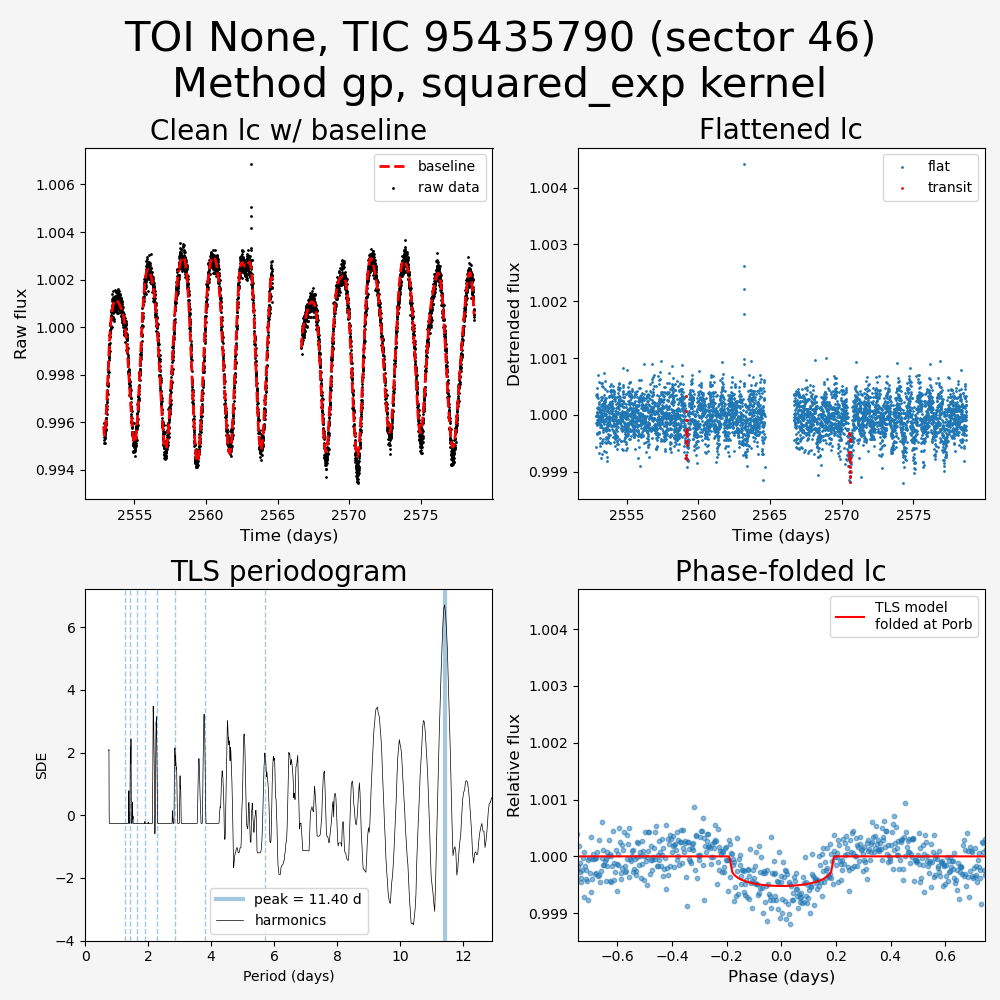 TOI None, TIC 95435790 (sector 46)
Method gp, squared_exp kernel
Clean lc w/ baseline
baseline
raw data
1.006
1.004
1.002
1.000
0.998
0.996
0.994
Raw flux
2555
2560
2565
2570
2575
Time (days)
Flattened lc
flat
transit
1.004
1.003
1.002
1.001
1.000
0.999
Detrended flux
2555
2560
2565
2570
2575
Time (days)
TLS periodogram
6
4
2
0
−2
−4
SDE
peak = 11.40 d
harmonics
0
2
4
6
8
10
12
Period (days)
Phase-folded lc
TLS model
folded at Porb
1.004
1.003
1.002
1.001
1.000
0.999
Relative flux
−0.6
−0.4
−0.2
0.0
0.2
0.4
0.6
Phase (days)